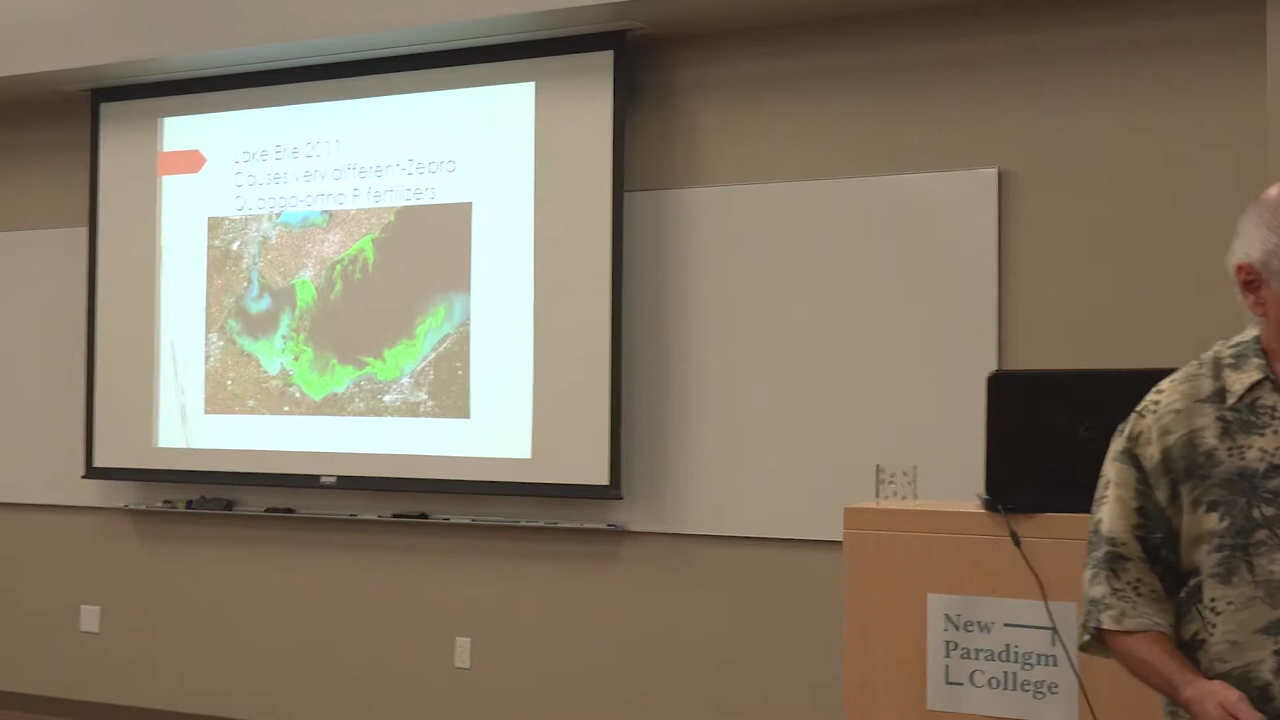 Lake Erie 2011
Causes very different-Zebra
Quagga-ortho P fertilizers
New
Paradigm
College